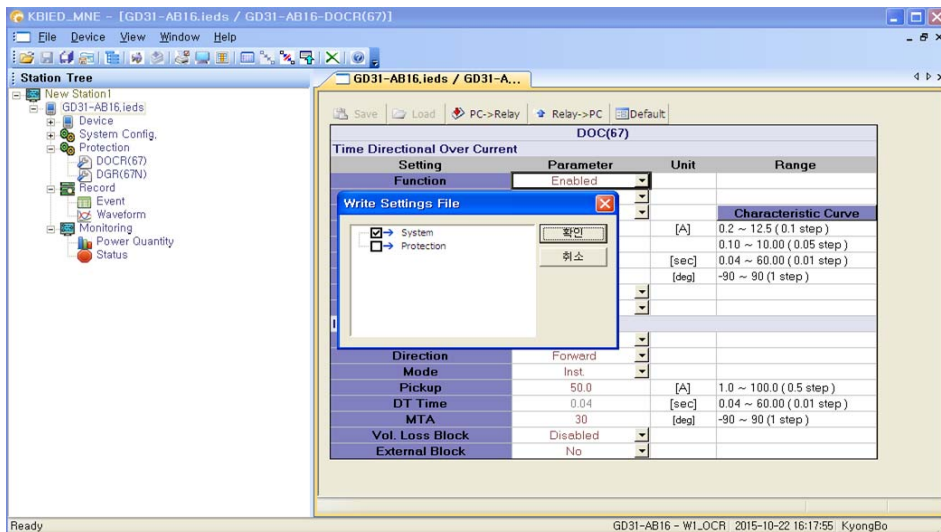 KBIED_MNE - [GD31-AB16.ieds / GD31-AB16-DOCR(67)]
File Device View Window Help
Station Tree
New Station1
GD31-AB16.ieds
Device
System Config.
Protection
DOCR(67)
DGR(67N)
Record
Event
Waveform
Monitoring
Power Quantity
Status
GD31-AB16.ieds / GD31-A...
Save Load PC->Relay Relay->PC Default
DOC(67)
Time Directional Over Current
Setting Parameter Unit Range
Function Enabled
Characteristic Curve
[A] 0.2 ~ 12.5 ( 0.1 step )
0.10 ~ 10.00 ( 0.05 step )
[sec] 0.04 ~ 60.00 ( 0.01 step )
[deg] -90 ~ 90 (1 step )
Write Settings File
System
Protection
확인
취소
Direction Forward
Mode Inst.
Pickup 50.0 [A] 1.0 ~ 100.0 ( 0.5 step )
DT Time 0.04 [sec] 0.04 ~ 60.00 ( 0.01 step )
MTA 30 [deg] -90 ~ 90 (1 step )
Vol. Loss Block Disabled
External Block No
Ready
GD31-AB16 - W1_OCR 2015-10-22 16:17:55 KyongBo